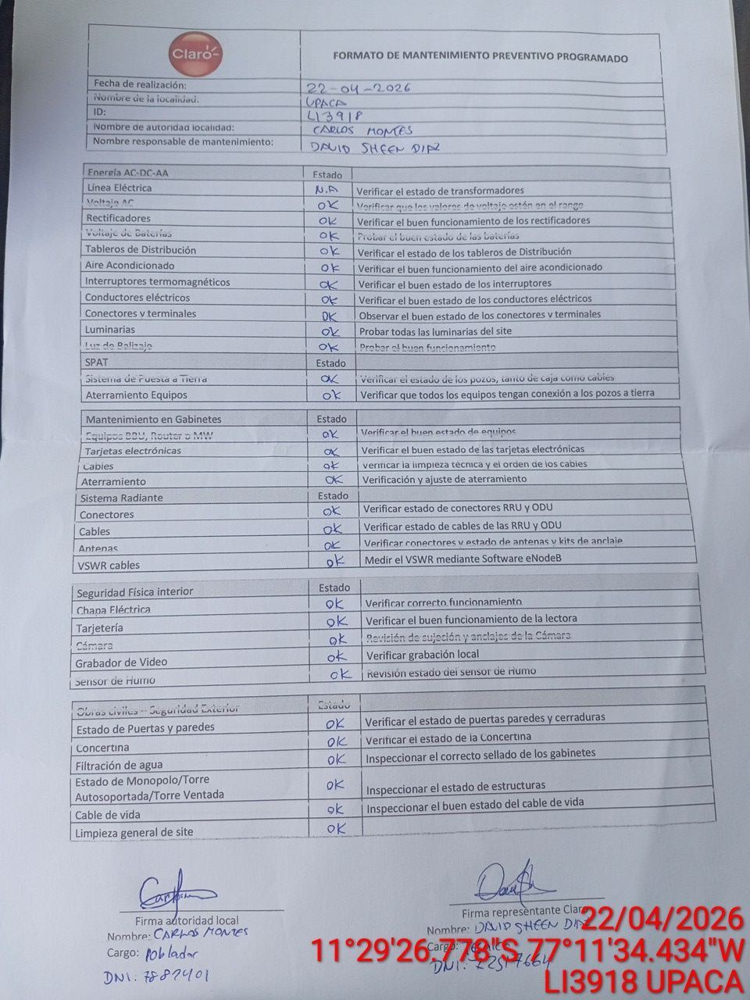 Claro
FORMATO DE MANTENIMIENTO PREVENTIVO PROGRAMADO
Fecha de realización: 22-04-2026
Nombre de la localidad: UPACA
ID: LI3918
Nombre de autoridad localidad: CARLOS MONTES
Nombre responsable de mantenimiento: DAVID SHEEN DIAZ
Energía AC-DC-AA Estado
Línea Eléctrica N.A Verificar el estado de transformadores
Voltaje AC OK Verificar que los valores de voltaje están en el rango
Rectificadores OK Verificar el buen funcionamiento de los rectificadores
Voltaje de Baterías OK Probar el buen estado de las baterías
Tableros de Distribución OK Verificar el estado de los tableros de Distribución
Aire Acondicionado OK Verificar el buen funcionamiento del aire acondicionado
Interruptores termomagnéticos OK Verificar el buen estado de los interruptores
Conductores eléctricos OK Verificar el buen estado de los conductores eléctricos
Conectores y terminales OK Observar el buen estado de los conectores y terminales
Luminarias OK Probar todas las luminarias del site
Luz de Balizaje OK Probar el buen funcionamiento
SPAT Estado
Sistema de Puesta a Tierra OK Verificar el estado de los pozos, tanto de caja como cables
Aterramiento Equipos OK Verificar que todos los equipos tengan conexión a los pozos a tierra
Mantenimiento en Gabinetes Estado
Equipos BBU, Router o MW OK Verificar el buen estado de equipos
Tarjetas electrónicas OK Verificar el buen estado de las tarjetas electrónicas
Cables OK Verificar la limpieza técnica y el orden de los cables
Aterramiento OK Verificación y ajuste de aterramiento
Sistema Radiante Estado
Conectores OK Verificar estado de conectores RRU y ODU
Cables OK Verificar estado de cables de las RRU y ODU
Antenas OK Verificar conectores y estado de antenas y kits de anclaje
VSWR cables OK Medir el VSWR mediante Software eNodeB
Seguridad Física interior Estado
Chapa Eléctrica OK Verificar correcto funcionamiento
Tarjetería OK Verificar el buen funcionamiento de la lectora
Cámara OK Revisión de sujeción y anclajes de la Cámara
Grabador de Video OK Verificar grabación local
Sensor de Humo OK Revisión estado del sensor de Humo
Obras civiles – Seguridad Exterior Estado
Estado de Puertas y paredes OK Verificar el estado de puertas paredes y cerraduras
Concertina OK Verificar el estado de la Concertina
Filtración de agua OK Inspeccionar el correcto sellado de los gabinetes
Estado de Monopolo/Torre
Autosoportada/Torre Ventada OK Inspeccionar el estado de estructuras
Cable de vida OK Inspeccionar el buen estado del cable de vida
Limpieza general de site OK
Firma autoridad local
Nombre: CARLOS MONTES
Cargo: Poblador
DNI: 7882401
Firma representante Claro
Nombre: DAVID SHEEN DIAZ
Cargo:
DNI:
22/04/2026
11°29'26.778"S 77°11'34.434"W
LI3918 UPACA